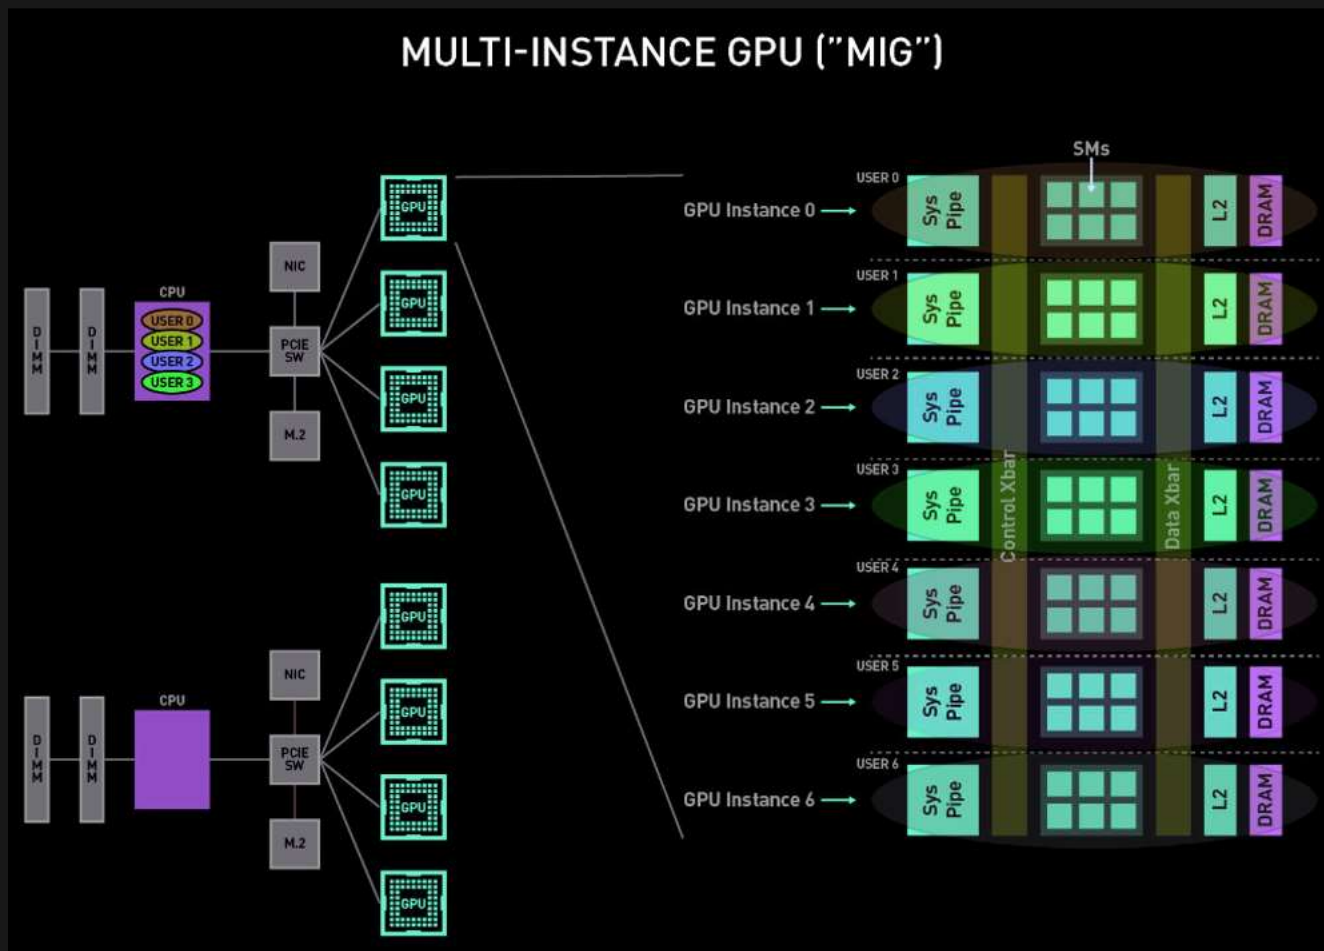 MULTI-INSTANCE GPU ("MIG")
DIMM
DIMM
CPU
USER 0
USER 1
USER 2
USER 3
NIC
PCIE
SW
M.2
GPU
GPU
GPU
GPU
DIMM
DIMM
CPU
NIC
PCIE
SW
M.2
GPU
GPU
GPU
GPU
SMs
USER 0
GPU Instance 0
Sys
Pipe
L2
DRAM
USER 1
GPU Instance 1
Sys
Pipe
L2
DRAM
USER 2
GPU Instance 2
Sys
Pipe
L2
DRAM
Control Xbar
Data Xbar
USER 3
GPU Instance 3
Sys
Pipe
L2
DRAM
USER 4
GPU Instance 4
Sys
Pipe
L2
DRAM
USER 5
GPU Instance 5
Sys
Pipe
L2
DRAM
USER 6
GPU Instance 6
Sys
Pipe
L2
DRAM